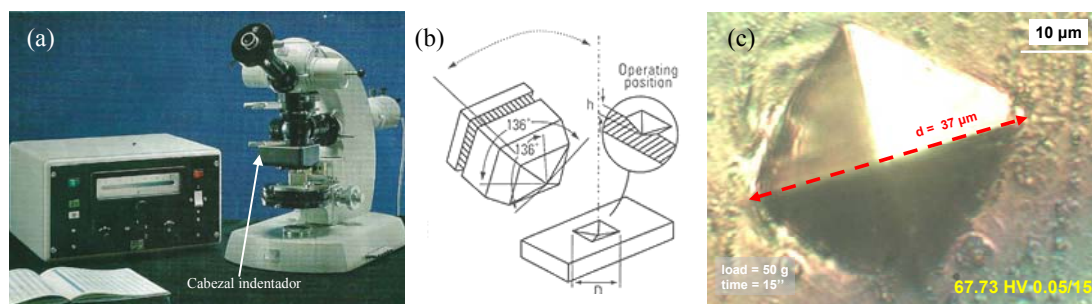 (a)
Cabezal indentador
(b)
Operating
position
h
136°
136°
(c)
10 µm
d = 37 µm
load = 50 g
time = 15''
67.73 HV 0.05/15